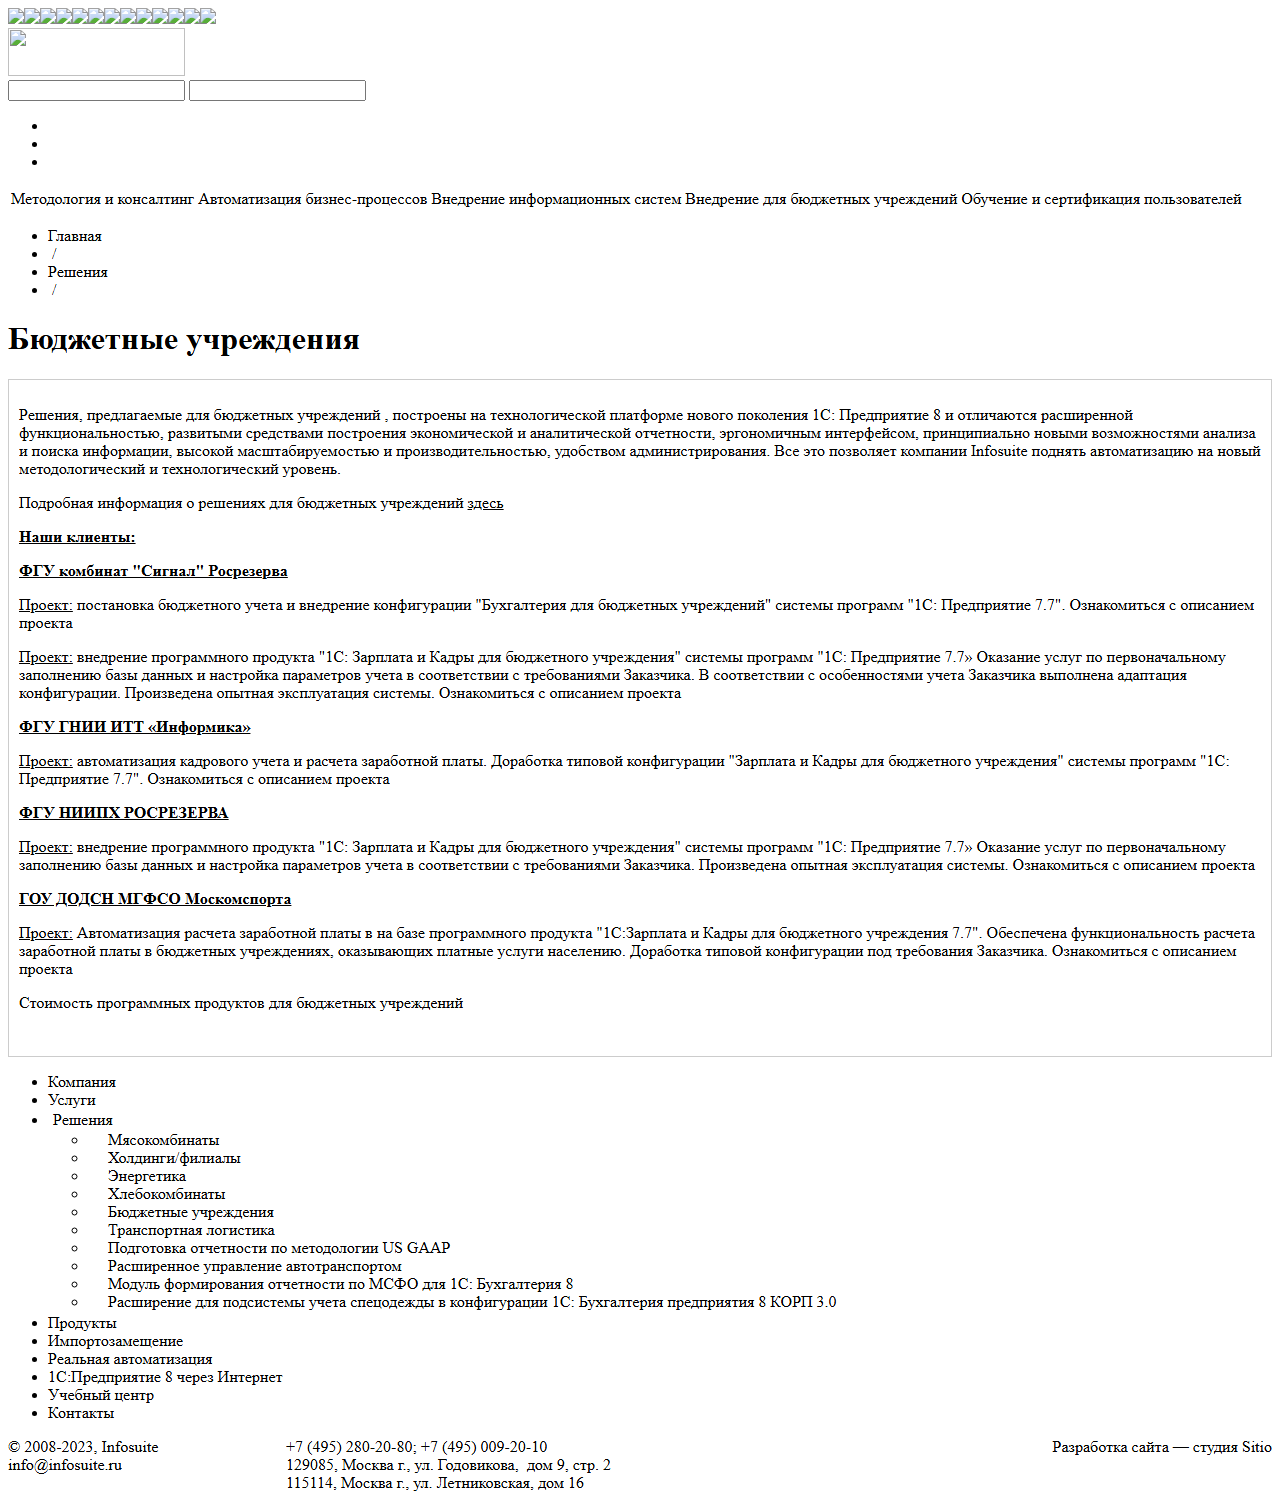 Методология и консалтинг Автоматизация бизнес-процессов Внедрение информационных систем Внедрение для бюджетных учреждений Обучение и сертификация пользователей
Главная
/
Решения
/
Бюджетные учреждения
Решения, предлагаемые для бюджетных учреждений , построены на технологической платформе нового поколения 1С: Предприятие 8 и отличаются расширенной
функциональностью, развитыми средствами построения экономической и аналитической отчетности, эргономичным интерфейсом, принципиально новыми возможностями анализа
и поиска информации, высокой масштабируемостью и производительностью, удобством администрирования. Все это позволяет компании Infosuite поднять автоматизацию на новый
методологический и технологический уровень.
Подробная информация о решениях для бюджетных учреждений здесь
Наши клиенты:
ФГУ комбинат "Сигнал" Росрезерва
Проект: постановка бюджетного учета и внедрение конфигурации "Бухгалтерия для бюджетных учреждений" системы программ "1С: Предприятие 7.7". Ознакомиться с описанием
проекта
Проект: внедрение программного продукта "1С: Зарплата и Кадры для бюджетного учреждения" системы программ "1С: Предприятие 7.7» Оказание услуг по первоначальному
заполнению базы данных и настройка параметров учета в соответствии с требованиями Заказчика. В соответствии с особенностями учета Заказчика выполнена адаптация
конфигурации. Произведена опытная эксплуатация системы. Ознакомиться с описанием проекта
ФГУ ГНИИ ИТТ «Информика»
Проект: автоматизация кадрового учета и расчета заработной платы. Доработка типовой конфигурации "Зарплата и Кадры для бюджетного учреждения" системы программ "1С:
Предприятие 7.7". Ознакомиться с описанием проекта
ФГУ НИИПХ РОСРЕЗЕРВА
Проект: внедрение программного продукта "1С: Зарплата и Кадры для бюджетного учреждения" системы программ "1С: Предприятие 7.7» Оказание услуг по первоначальному
заполнению базы данных и настройка параметров учета в соответствии с требованиями Заказчика. Произведена опытная эксплуатация системы. Ознакомиться с описанием проекта
ГОУ ДОДСН МГФСО Москомспорта
Проект: Автоматизация расчета заработной платы в на базе программного продукта "1С:Зарплата и Кадры для бюджетного учреждения 7.7". Обеспечена функциональность расчета
заработной платы в бюджетных учреждениях, оказывающих платные услуги населению. Доработка типовой конфигурации под требования Заказчика. Ознакомиться с описанием
проекта
Стоимость программных продуктов для бюджетных учреждений
Компания
Услуги
Решения
Мясокомбинаты
Холдинги/филиалы
Энергетика
Хлебокомбинаты
Бюджетные учреждения
Транспортная логистика
Подготовка отчетности по методологии US GAAP
Расширенное управление автотранспортом
Модуль формирования отчетности по МСФО для 1С: Бухгалтерия 8
Расширение для подсистемы учета спецодежды в конфигурации 1С: Бухгалтерия предприятия 8 КОРП 3.0
Продукты
Импортозамещение
Реальная автоматизация
1С:Предприятие 8 через Интернет
Учебный центр
Контакты
© 2008-2023, Infosuite
info@infosuite.ru
+7 (495) 280-20-80; +7 (495) 009-20-10
129085, Москва г., ул. Годовикова, дом 9, стр. 2
115114, Москва г., ул. Летниковская, дом 16
Разработка сайта — студия Sitio